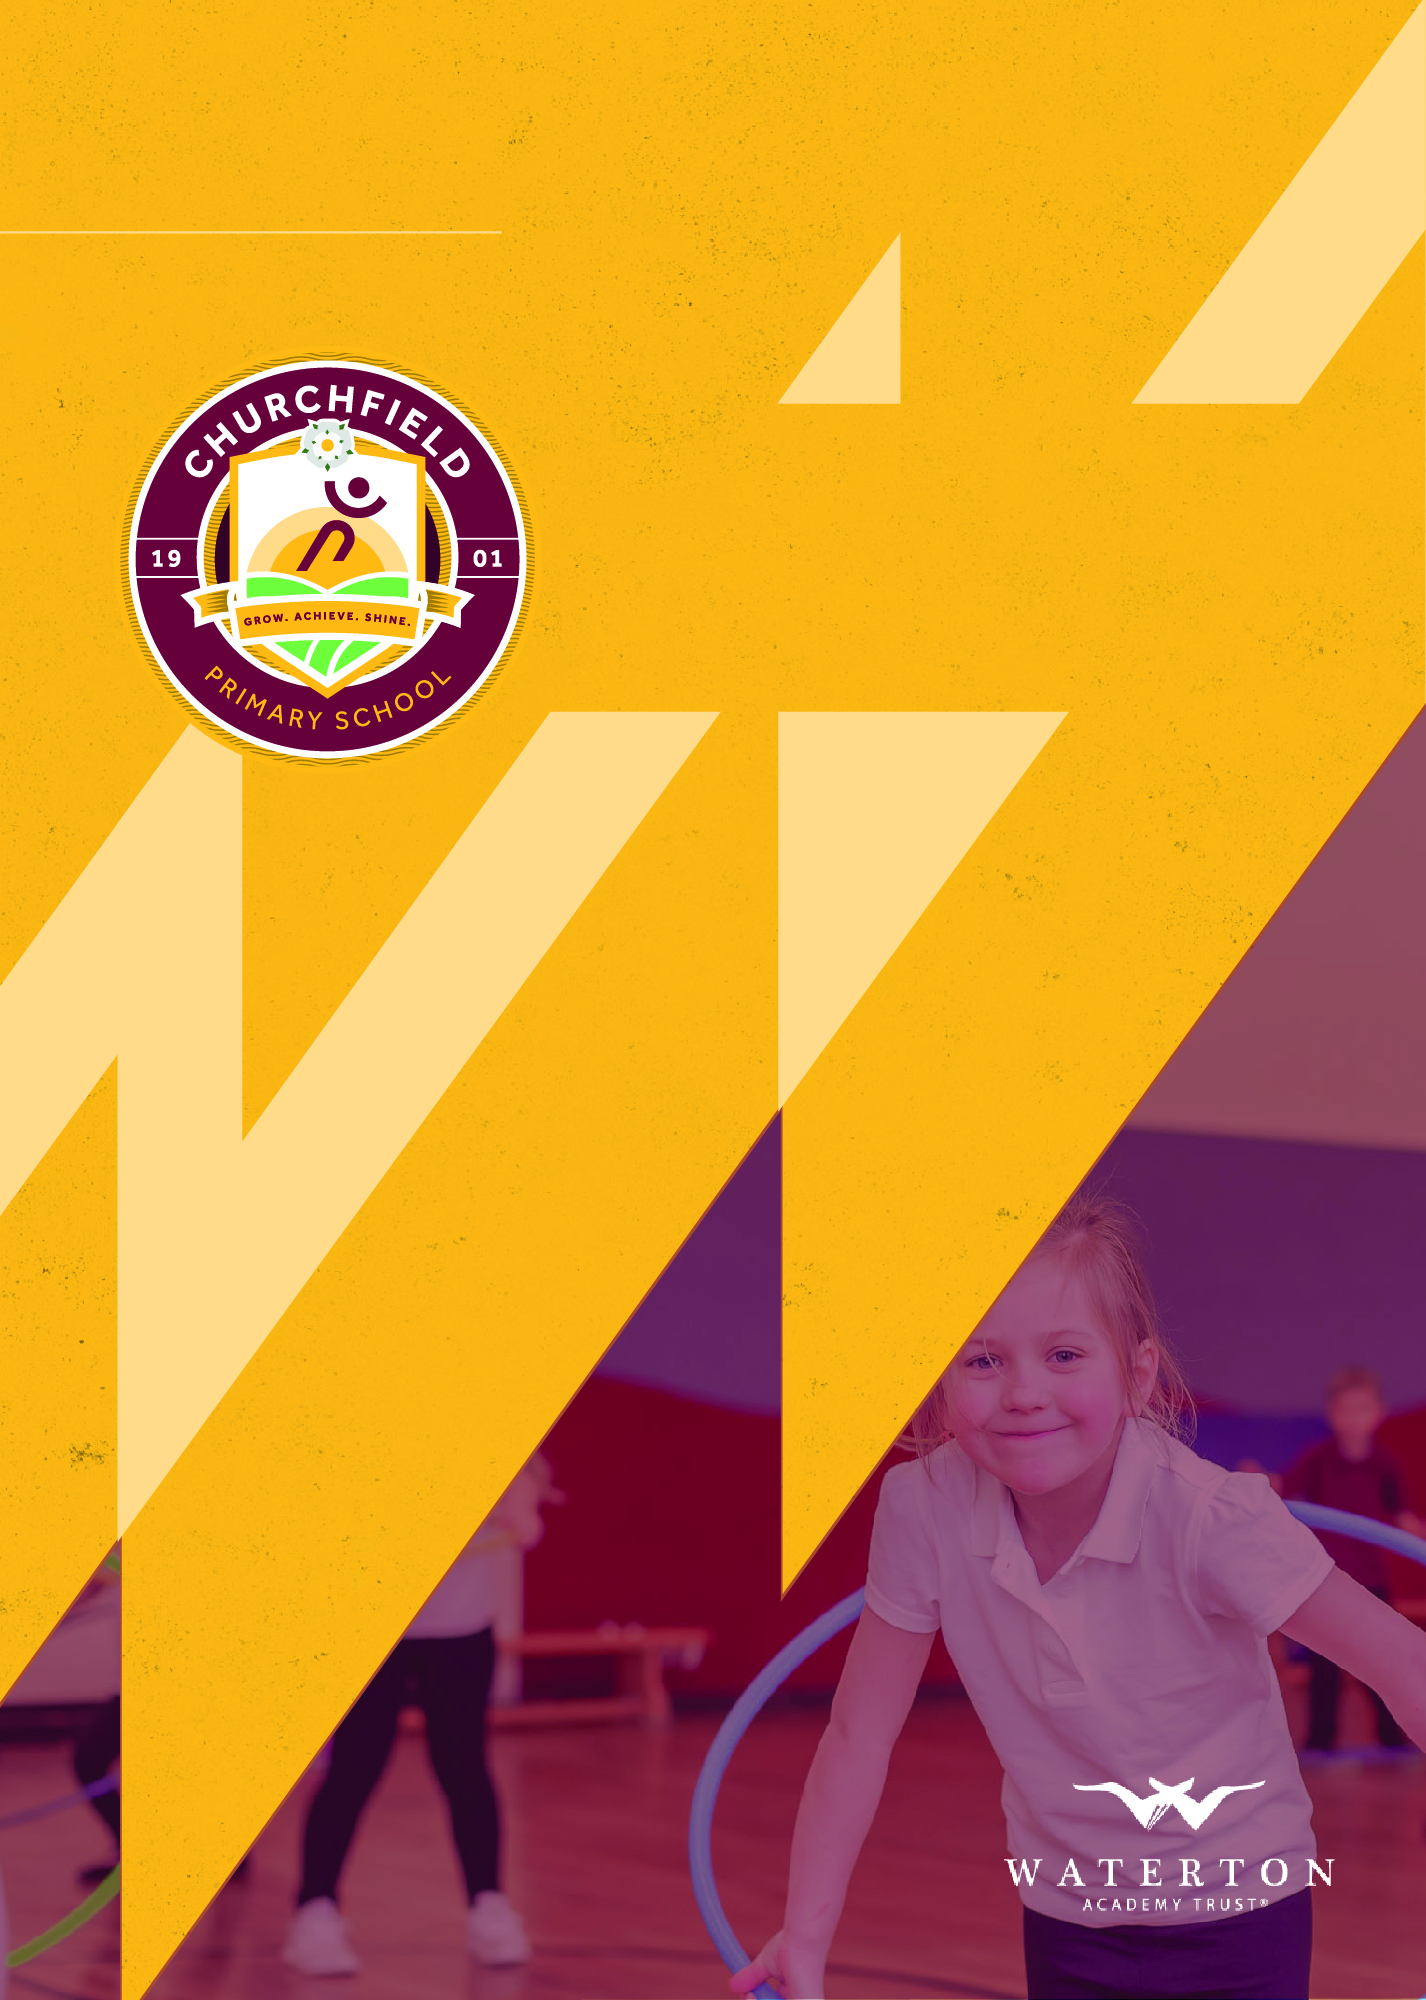 CHURCHFIELD
19 01
GROW. ACHIEVE. SHINE.
PRIMARY SCHOOL
WATERTON
ACADEMY TRUST®